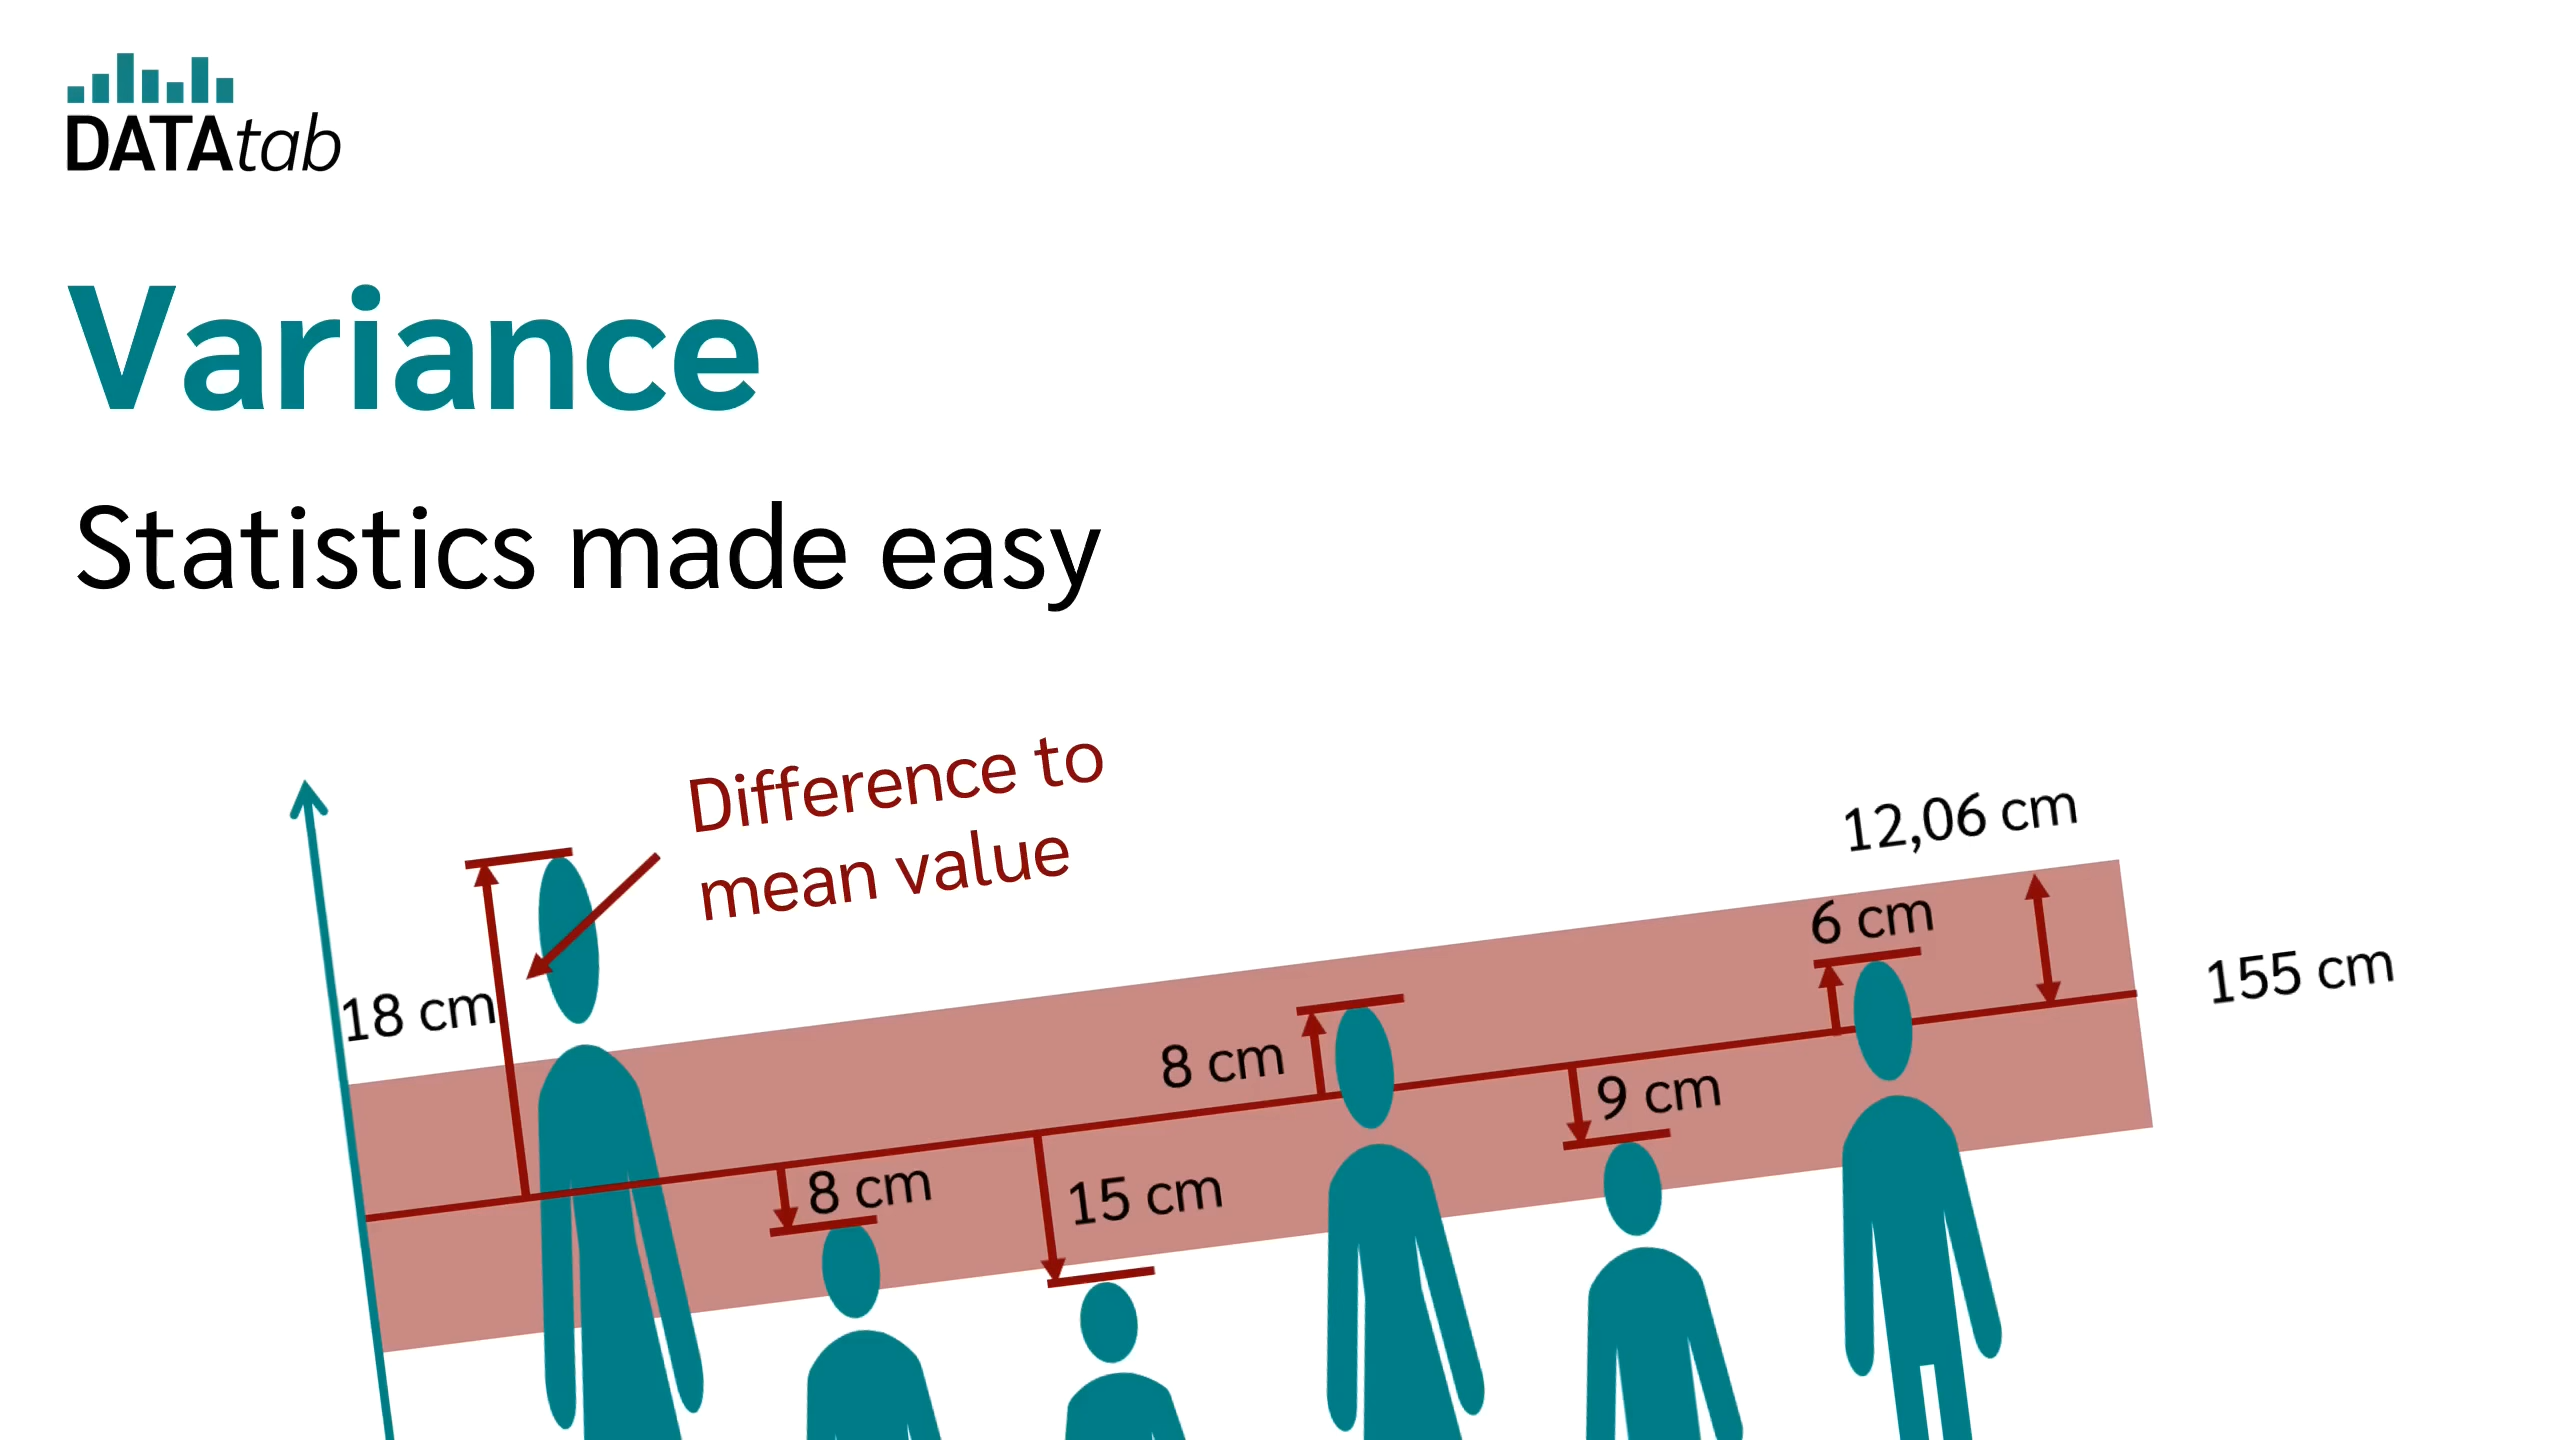 DATAtab
Variance
Statistics made easy
Difference to
mean value
12,06 cm
6 cm
155 cm
18 cm
8 cm
9 cm
8 cm
15 cm